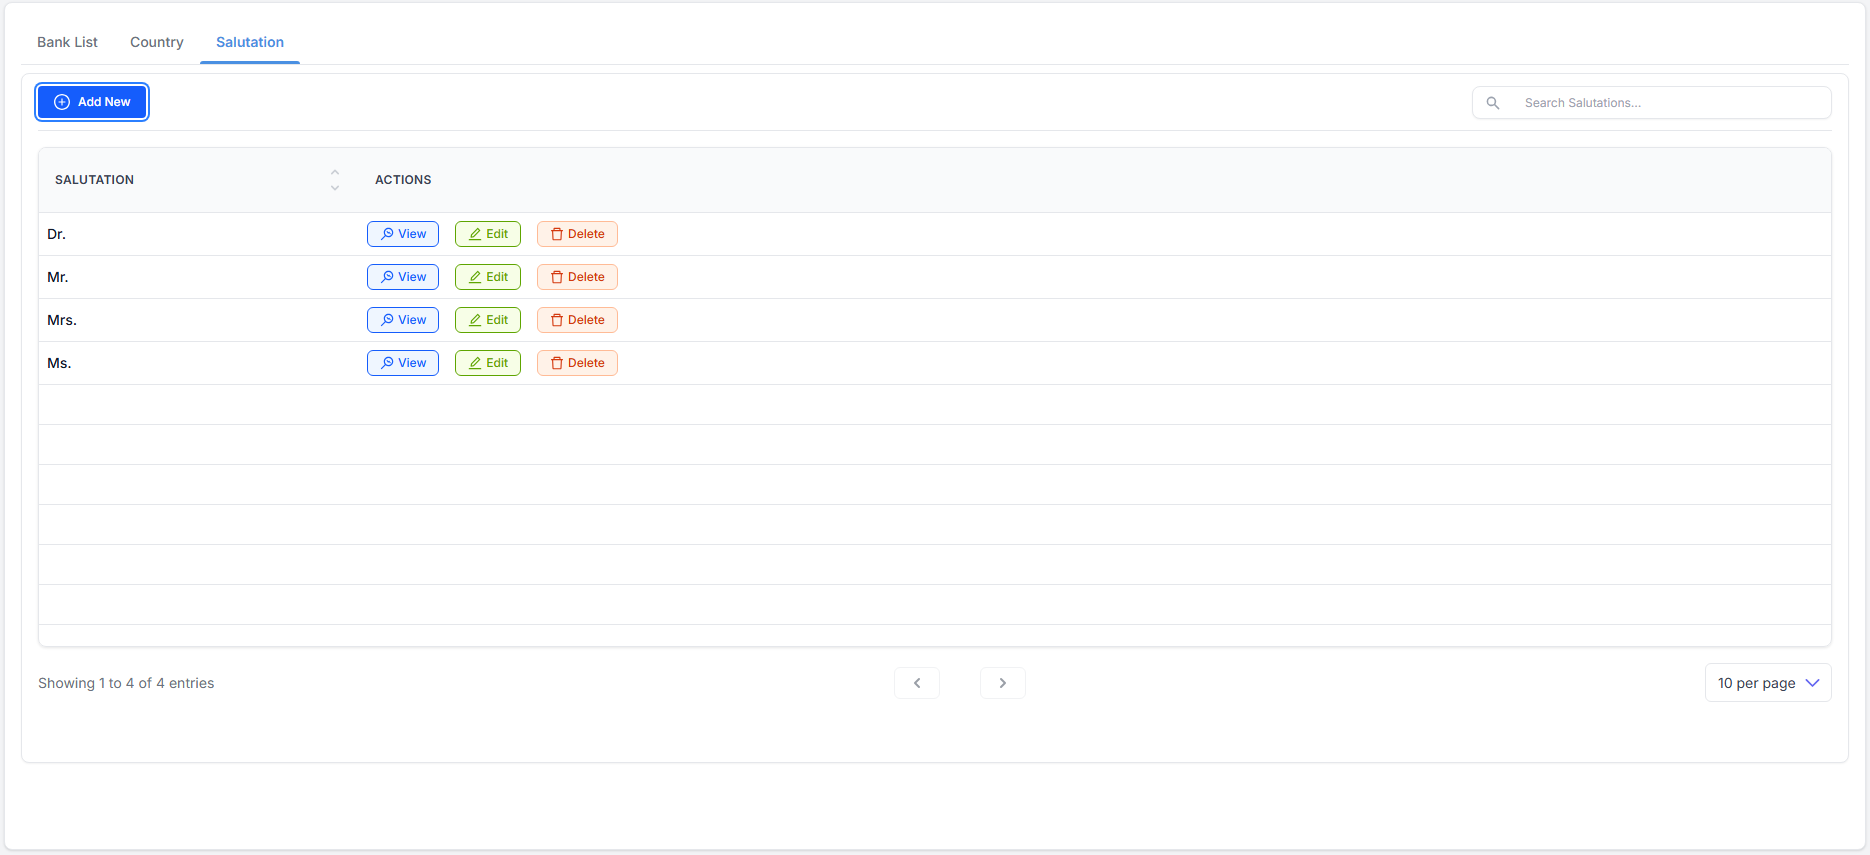 Bank List Country Salutation
Add New Search Salutations...
SALUTATION ACTIONS
Dr. View Edit Delete
Mr. View Edit Delete
Mrs. View Edit Delete
Ms. View Edit Delete
Showing 1 to 4 of 4 entries 10 per page